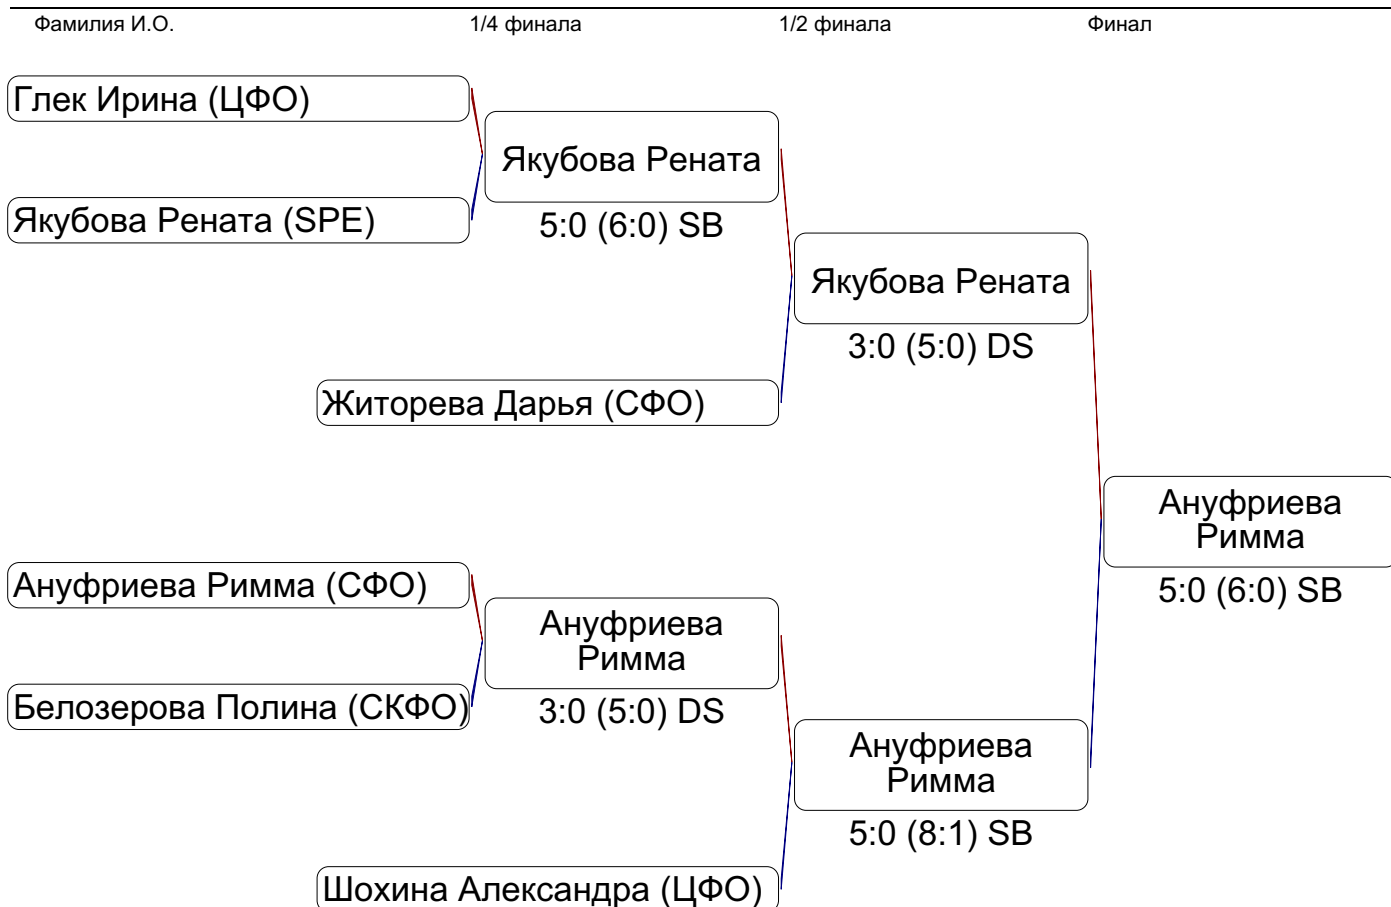 Фамилия И.О. 1/4 финала 1/2 финала Финал
Глек Ирина (ЦФО)
Якубова Рената
Якубова Рената (SPE)
5:0 (6:0) SB
Якубова Рената
3:0 (5:0) DS
Житорева Дарья (СФО)
Ануфриева
Римма
Ануфриева Римма (СФО)
5:0 (6:0) SB
Ануфриева
Римма
Белозерова Полина (СКФО)
3:0 (5:0) DS
Ануфриева
Римма
5:0 (8:1) SB
Шохина Александра (ЦФО)